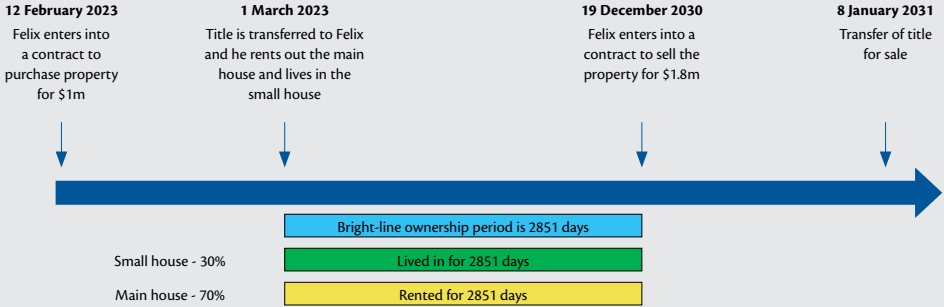 12 February 2023
Felix enters into
a contract to
purchase property
for $1m
1 March 2023
Title is transferred to Felix
and he rents out the main
house and lives in the
small house
19 December 2030
Felix enters into a
contract to sell the
property for $1.8m
8 January 2031
Transfer of title
for sale
Bright-line ownership period is 2851 days
Small house - 30%
Lived in for 2851 days
Main house - 70%
Rented for 2851 days